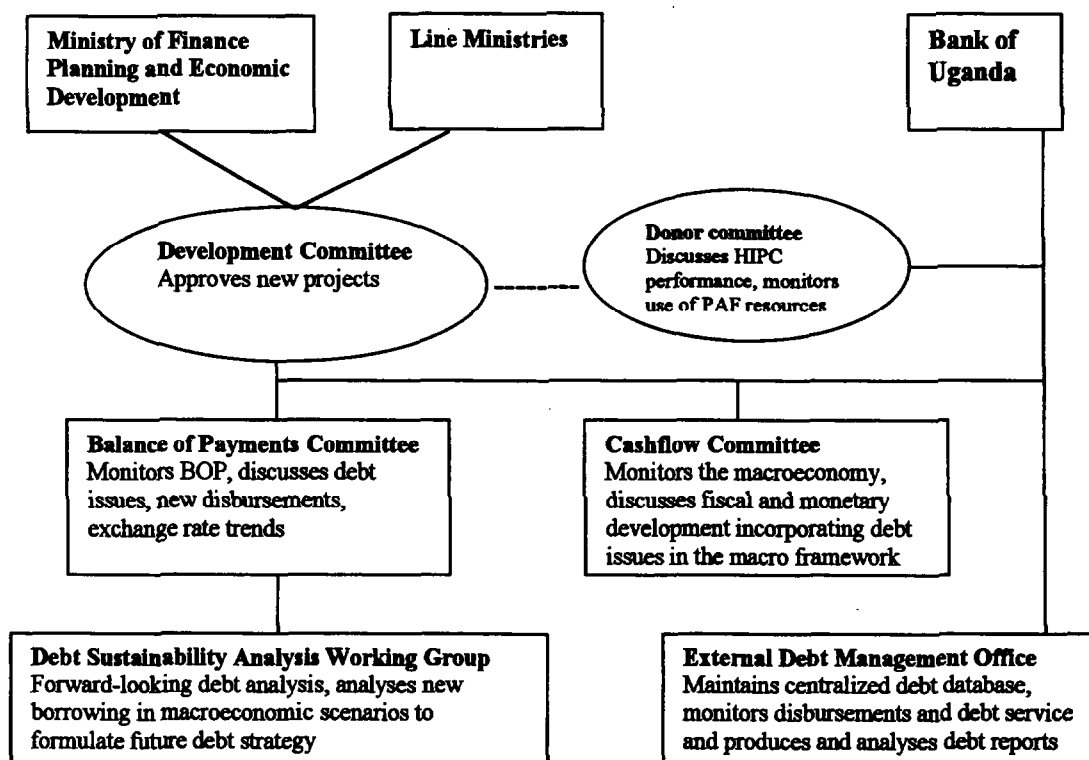 Ministry of Finance
Planning and Economic
Development
Line Ministries
Bank of
Uganda
Development Committee
Approves new projects
Donor committee
Discusses HIPC
performance, monitors
use of PAF resources
Balance of Payments Committee
Monitors BOP, discusses debt
issues, new disbursements,
exchange rate trends
Cashflow Committee
Monitors the macroeconomy,
discusses fiscal and monetary
development incorporating debt
issues in the macro framework
Debt Sustainability Analysis Working Group
Forward-looking debt analysis, analyses new
borrowing in macroeconomic scenarios to
formulate future debt strategy
External Debt Management Office
Maintains centralized debt database,
monitors disbursements and debt service
and produces and analyses debt reports